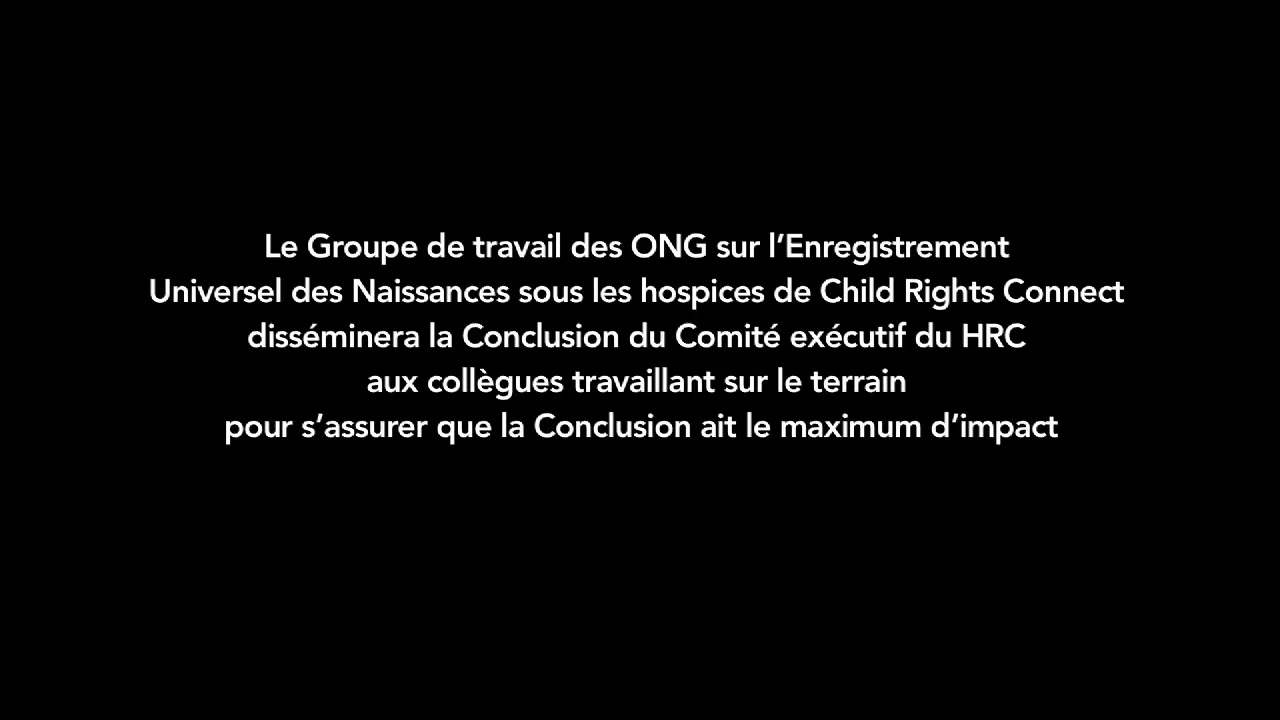 Le Groupe de travail des ONG sur l’Enregistrement
Universel des Naissances sous les hospices de Child Rights Connect
disséminera la Conclusion du Comité exécutif du HRC
aux collègues travaillant sur le terrain
pour s’assurer que la Conclusion ait le maximum d’impact